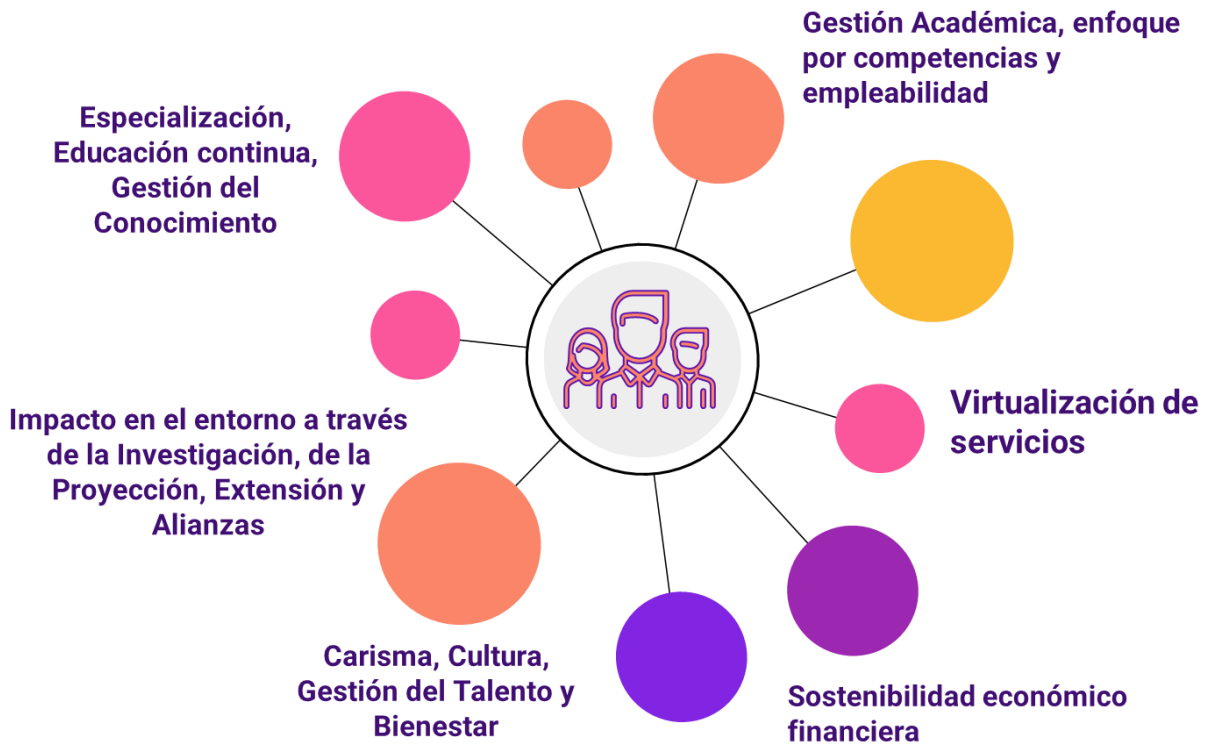 Gestión Académica, enfoque
por competencias y
empleabilidad
Especialización,
Educación continua,
Gestión del
Conocimiento
Virtualización de
servicios
Impacto en el entorno a través
de la Investigación, de la
Proyección, Extensión y
Alianzas
Carisma, Cultura,
Gestión del Talento y
Bienestar
Sostenibilidad económico
financiera